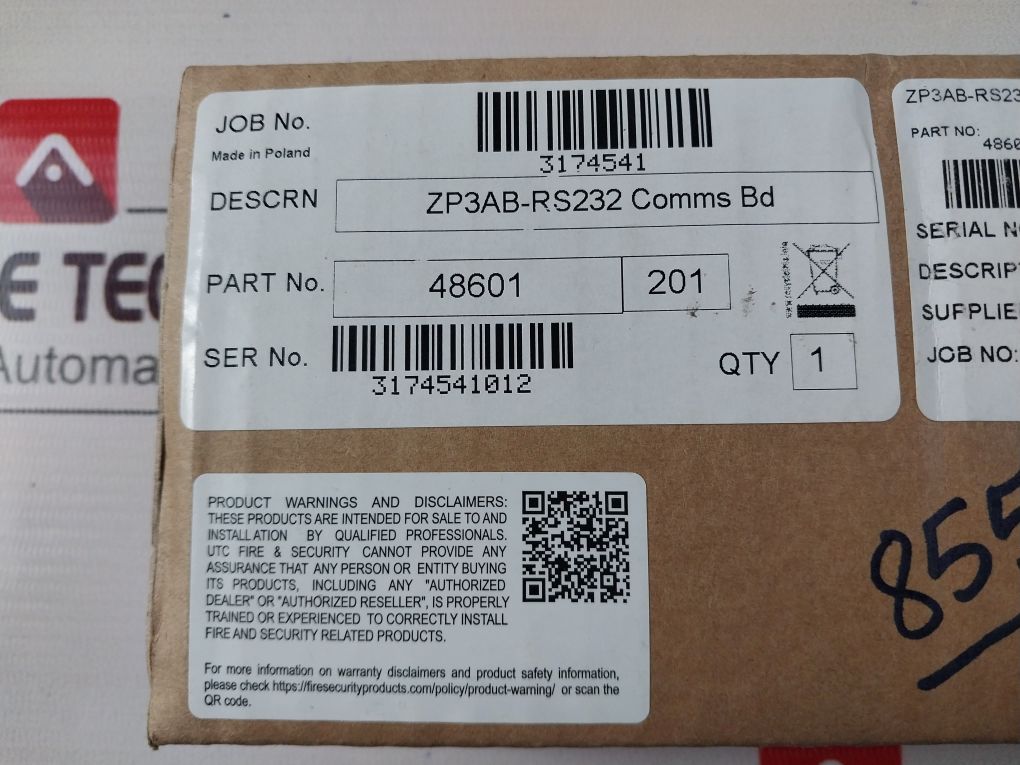 JOB No.
3174541
Made in Poland
DESCRN
ZP3AB-RS232 Comms Bd
PART No.
48601
201
SER No.
3174541012
QTY
1
PRODUCT WARNINGS AND DISCLAIMERS:
THESE PRODUCTS ARE INTENDED FOR SALE TO AND
INSTALLATION BY QUALIFIED PROFESSIONALS.
UTC FIRE & SECURITY CANNOT PROVIDE ANY
ASSURANCE THAT ANY PERSON OR ENTITY BUYING
ITS PRODUCTS, INCLUDING ANY "AUTHORIZED
DEALER" OR "AUTHORIZED RESELLER", IS PROPERLY
TRAINED OR EXPERIENCED TO CORRECTLY INSTALL
FIRE AND SECURITY RELATED PRODUCTS.
For more information on warranty disclaimers and product safety information,
please check https://firesecurityproducts.com/policy/product-warning/ or scan the
QR code.
ZP3AB-RS23
PART NO:
4860
SERIAL N
DESCRIP
SUPPLIE
JOB NO:
855
E TEC
Automa